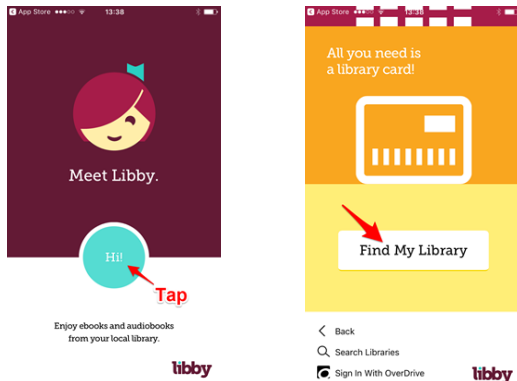 App Store
13:38
Meet Libby.
Hi!
Tap
Enjoy ebooks and audiobooks
from your local library.
libby
App Store
13:38
All you need is
a library card!
Find My Library
Back
Search Libraries
Sign In With OverDrive
libby